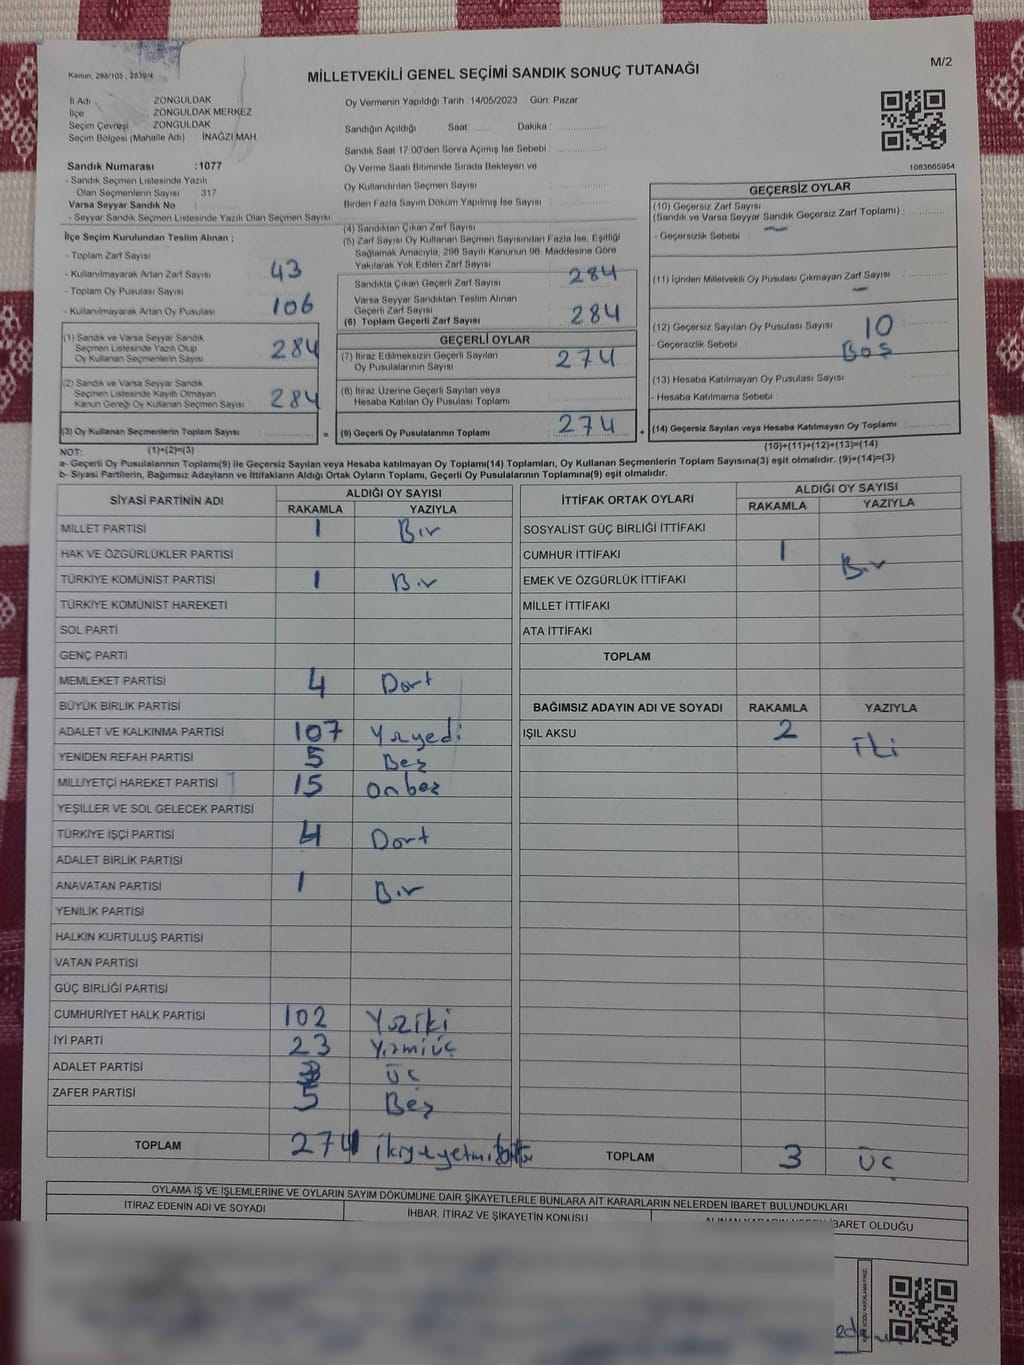 Kanun, 298/105 , 2839/4
MİLLETVEKİLİ GENEL SEÇİMİ SANDIK SONUÇ TUTANAĞI
M/2
İl Adı ZONGULDAK
İlçe ZONGULDAK MERKEZ
Seçim Çevresi ZONGULDAK
Seçim Bölgesi (Mahalle Adı) : İNAĞZI MAH.
Oy Vermenin Yapıldığı Tarih : 14/05/2023 Gün: Pazar
Sandığın Açıldığı Saat ....... Dakika : ..............
Sandık Saat 17.00'den Sonra Açımış İse Sebebi : ..............
Oy Verme Saati Bitiminde Sırada Bekleyen ve
Oy Kullandırılan Seçmen Sayısı : ..............
Birden Fazla Sayım Döküm Yapılmış İse Sayısı : ..............
1083665954
Sandık Numarası :1077
- Sandık Seçmen Listesinde Yazılı
Olan Seçmenlerin Sayısı : 317
Varsa Seyyar Sandık No :
- Seyyar Sandık Seçmen Listesinde Yazılı Olan Seçmen Sayısı
İlçe Seçim Kurulundan Teslim Alınan ;
- Toplam Zarf Sayısı
- Kullanılmayarak Artan Zarf Sayısı 43
- Toplam Oy Pusulası Sayısı
- Kullanılmayarak Artan Oy Pusulası 106
(1) Sandık ve Varsa Seyyar Sandık
Seçmen Listesinde Yazılı Olup
Oy Kullanan Seçmenlerin Sayısı 284
(2) Sandık ve Varsa Seyyar Sandık
Seçmen Listesinde Kayıtlı Olmayan
Kanun Gereği Oy Kullanan Seçmen Sayısı 284
(3) Oy Kullanan Seçmenlerin Toplam Sayısı : ..............
=
(4) Sandıktan Çıkan Zarf Sayısı
(5) Zarf Sayısı Oy Kullanan Seçmen Sayısından Fazla İse, Eşitliği
Sağlamak Amacıyla, 298 Sayılı Kanunun 98. Maddesine Göre
Yakılarak Yok Edilen Zarf Sayısı
Sandıkta Çıkan Geçerli Zarf Sayısı 284
Varsa Seyyar Sandıktan Teslim Alınan
Geçerli Zarf Sayısı
(6) Toplam Geçerli Zarf Sayısı 284
GEÇERLİ OYLAR
(7) İtiraz Edilmeksizin Geçerli Sayılan
Oy Pusulalarının Sayısı 274
(8) İtiraz Üzerine Geçerli Sayılan veya
Hesaba Katılan Oy Pusulası Toplamı
(9) Geçerli Oy Pusulalarının Toplamı 274
+
GEÇERSİZ OYLAR
(10) Geçersiz Zarf Sayısı
(Sandık ve Varsa Seyyar Sandık Geçersiz Zarf Toplamı) :
- Geçersizlik Sebebi : –
(11) İçinden Milletvekili Oy Pusulası Çıkmayan Zarf Sayısı –
(12) Geçersiz Sayılan Oy Pusulası Sayısı 10
- Geçersizlik Sebebi : Boş
(13) Hesaba Katılmayan Oy Pusulası Sayısı
- Hesaba Katılmama Sebebi
(14) Geçersiz Sayılan veya Hesaba Katılmayan Oy Toplamı
NOT: (1)+(2)=(3)
(10)+(11)+(12)+(13)=(14)
a- Geçerli Oy Pusulalarının Toplamı(9) ile Geçersiz Sayılan veya Hesaba katılmayan Oy Toplamı(14) Toplamları, Oy Kullanan Seçmenlerin Toplam Sayısına(3) eşit olmalıdır. (9)+(14)=(3)
b- Siyasi Partilerin, Bağımsız Adayların ve İttifakların Aldığı Ortak Oyların Toplamı, Geçerli Oy Pusulalarının Toplamına(9) eşit olmalıdır.
SİYASİ PARTİNİN ADI ALDIĞI OY SAYISI
RAKAMLA YAZIYLA
MİLLET PARTİSİ 1 Bir
HAK VE ÖZGÜRLÜKLER PARTİSİ
TÜRKİYE KOMÜNİST PARTİSİ 1 Bir
TÜRKİYE KOMÜNİST HAREKETİ
SOL PARTİ
GENÇ PARTİ
MEMLEKET PARTİSİ 4 Dort
BÜYÜK BİRLİK PARTİSİ
ADALET VE KALKINMA PARTİSİ 107 Yüzyedi
YENİDEN REFAH PARTİSİ 5 Beş
MİLLİYETÇİ HAREKET PARTİSİ 15 onbeş
YEŞİLLER VE SOL GELECEK PARTİSİ
TÜRKİYE İŞÇİ PARTİSİ 4 Dort
ADALET BİRLİK PARTİSİ
ANAVATAN PARTİSİ 1 Bir
YENİLİK PARTİSİ
HALKIN KURTULUŞ PARTİSİ
VATAN PARTİSİ
GÜÇ BİRLİĞİ PARTİSİ
CUMHURİYET HALK PARTİSİ 102 Yüziki
İYİ PARTİ 23 Yirmiüç
ADALET PARTİSİ 3 üç
ZAFER PARTİSİ 5 Beş
TOPLAM 274
İTTİFAK ORTAK OYLARI ALDIĞI OY SAYISI
RAKAMLA YAZIYLA
SOSYALİST GÜÇ BİRLİĞİ İTTİFAKI
CUMHUR İTTİFAKI 1 Bir
EMEK VE ÖZGÜRLÜK İTTİFAKI
MİLLET İTTİFAKI
ATA İTTİFAKI
TOPLAM
BAĞIMSIZ ADAYIN ADI VE SOYADI RAKAMLA YAZIYLA
IŞIL AKSU 2 iki
TOPLAM 3 üç
OYLAMA İŞ VE İŞLEMLERİNE VE OYLARIN SAYIM DÖKÜMÜNE DAİR ŞİKAYETLERLE BUNLARA AİT KARARLARIN NELERDEN İBARET BULUNDUKLARI
İTİRAZ EDENİN ADI VE SOYADI
İHBAR, İTİRAZ VE ŞİKAYETİN KONUSU
ALINAN KARARIN NEDEN İBARET OLDUĞU